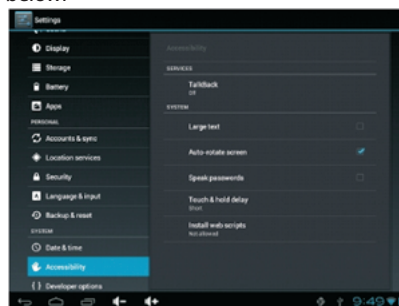 Settings
Display
Storage
Battery
Apps
PERSONAL
Accounts & sync
Location services
Security
Language & input
Backup & reset
SYSTEM
Date & time
Accessibility
{ } Developer options
Accessibility
SERVICES
TalkBack
Off
SYSTEM
Large text
Auto-rotate screen
Speak passwords
Touch & hold delay
Short
Install web scripts
Not allowed
9:49